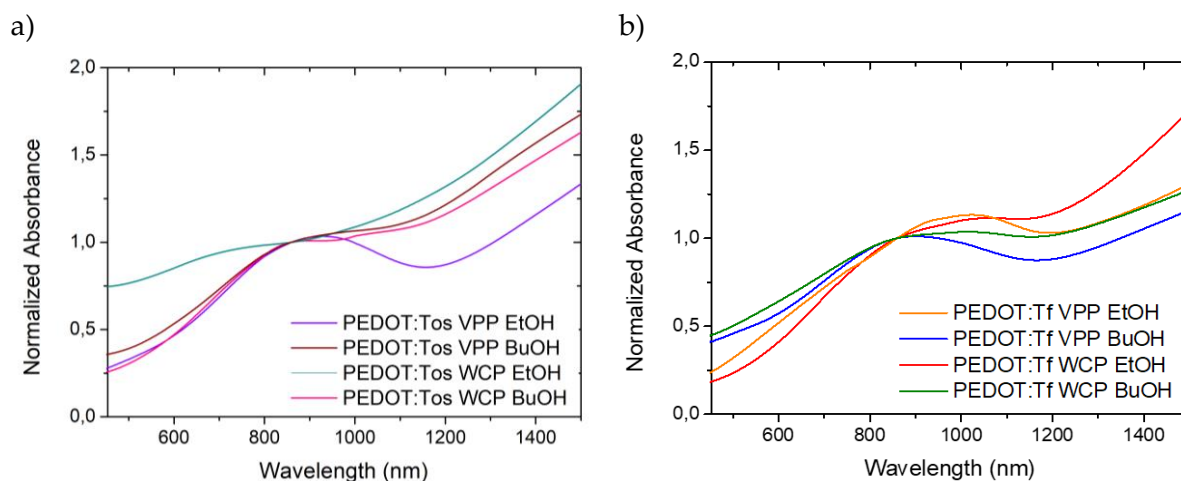 a)
2,0
1,5
1,0
0,5
0,0
Normalized Absorbance
PEDOT:Tos VPP EtOH
PEDOT:Tos VPP BuOH
PEDOT:Tos WCP EtOH
PEDOT:Tos WCP BuOH
600 800 1000 1200 1400
Wavelength (nm)
b)
2,0
1,5
1,0
0,5
0,0
Normalized Absorbance
PEDOT:Tf VPP EtOH
PEDOT:Tf VPP BuOH
PEDOT:Tf WCP EtOH
PEDOT:Tf WCP BuOH
600 800 1000 1200 1400
Wavelength (nm)